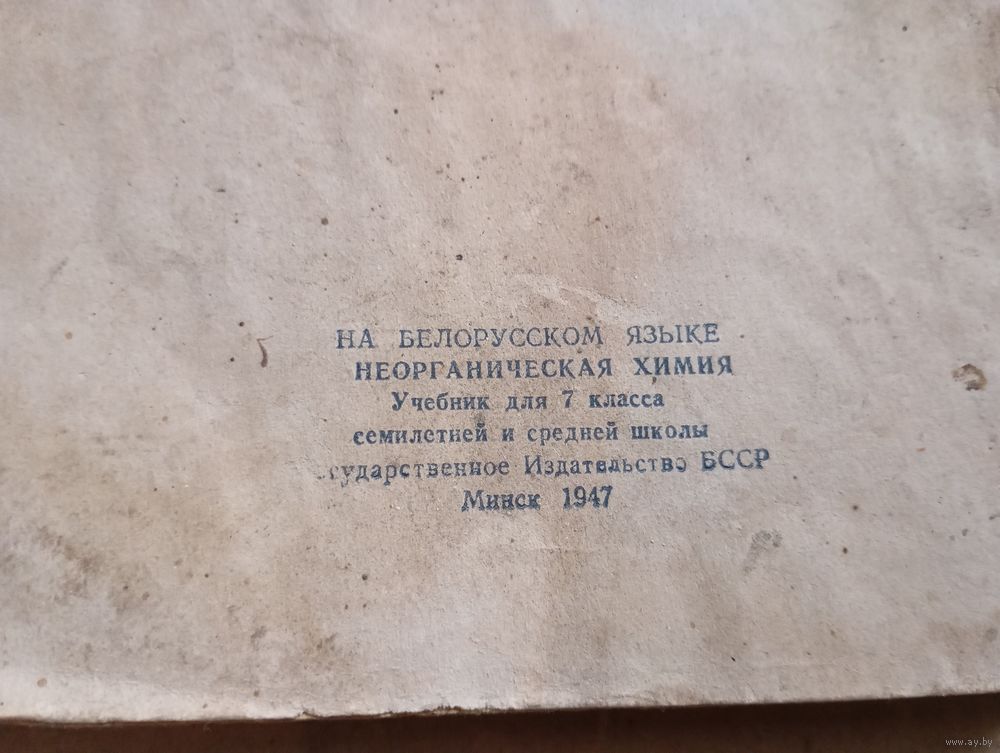 НА БЕЛОРУССКОМ ЯЗЫКЕ
НЕОРГАНИЧЕСКАЯ ХИМИЯ
Учебник для 7 класса
семилетней и средней школы
Издательство БССР
Минск 1947
www.ay.by